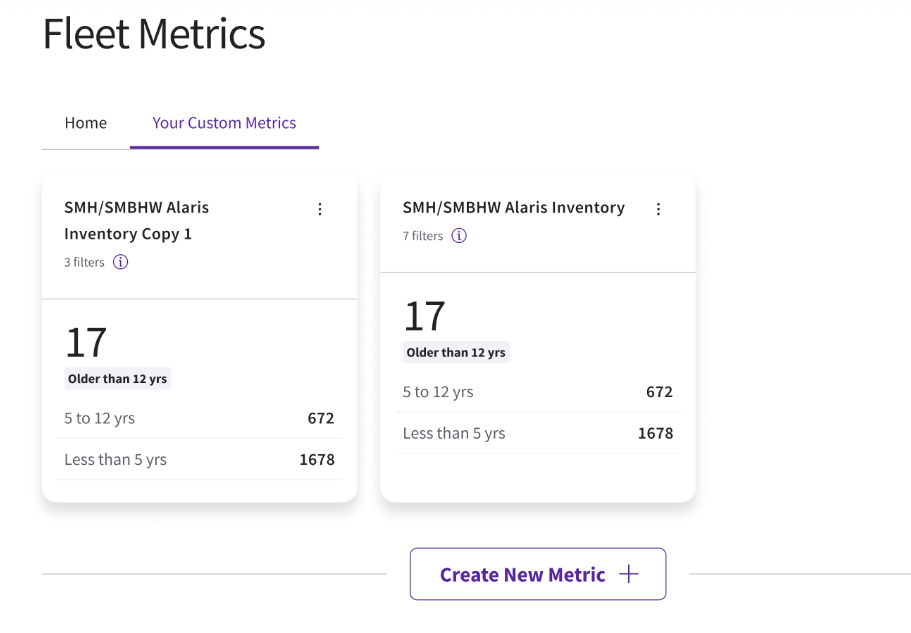 Fleet Metrics
Home
Your Custom Metrics
SMH/SMBHW Alaris
Inventory Copy 1
3 filters
17
Older than 12 yrs
5 to 12 yrs 672
Less than 5 yrs 1678
SMH/SMBHW Alaris Inventory
7 filters
17
Older than 12 yrs
5 to 12 yrs 672
Less than 5 yrs 1678
Create New Metric +